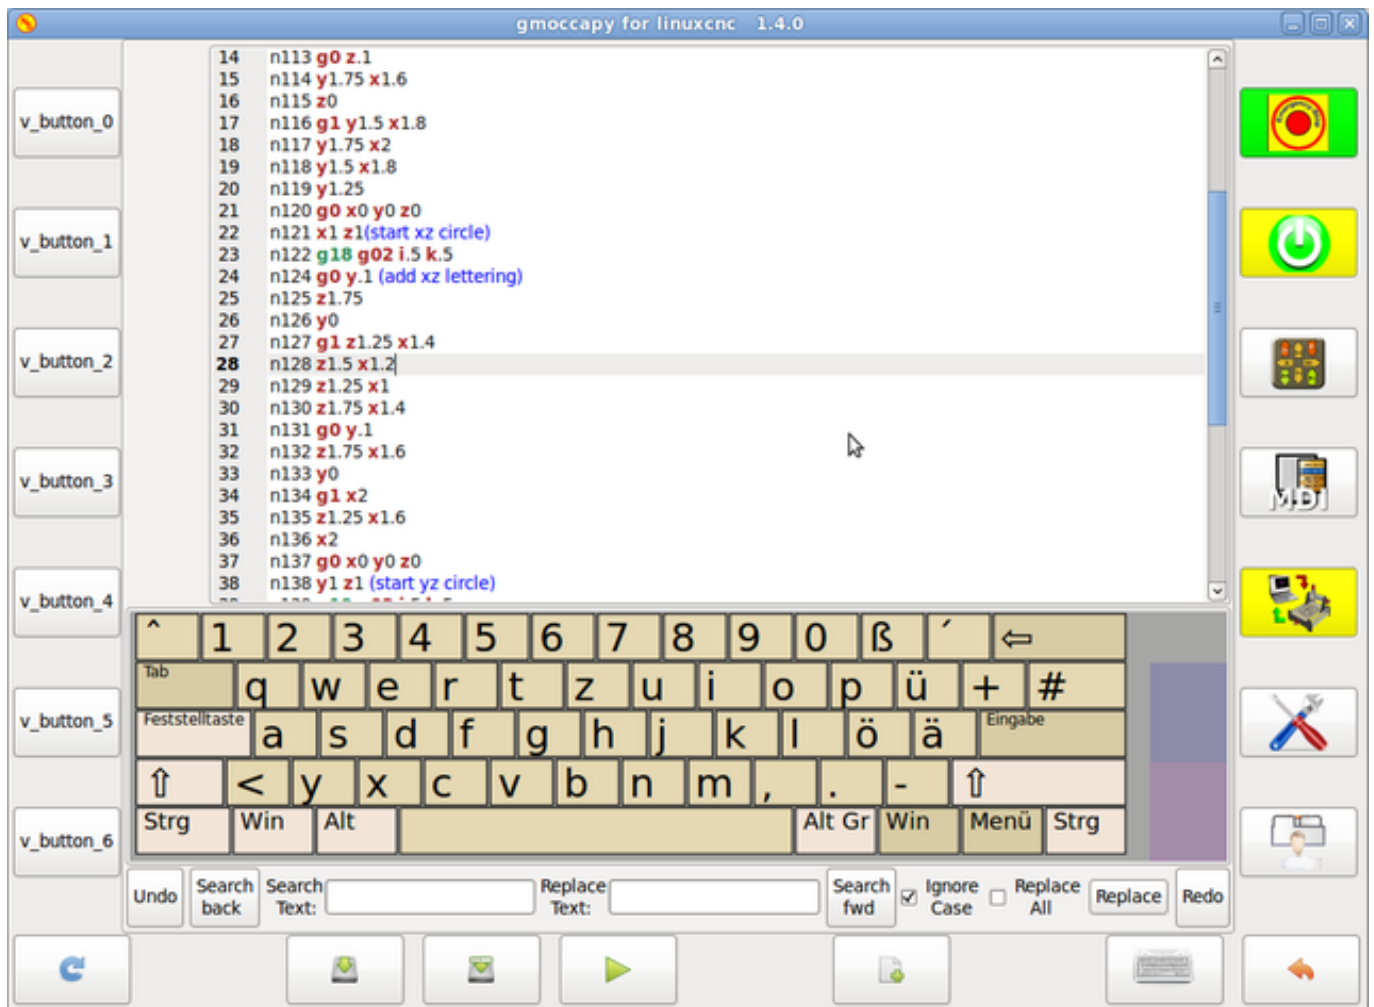 gmoccapy for linuxcnc 1.4.0
v_button_0
v_button_1
v_button_2
v_button_3
v_button_4
v_button_5
v_button_6
14 n113 g0 z.1
15 n114 y1.75 x1.6
16 n115 z0
17 n116 g1 y1.5 x1.8
18 n117 y1.75 x2
19 n118 y1.5 x1.8
20 n119 y1.25
21 n120 g0 x0 y0 z0
22 n121 x1 z1(start xz circle)
23 n122 g18 g02 i.5 k.5
24 n124 g0 y.1 (add xz lettering)
25 n125 z1.75
26 n126 y0
27 n127 g1 z1.25 x1.4
28 n128 z1.5 x1.2
29 n129 z1.25 x1
30 n130 z1.75 x1.4
31 n131 g0 y.1
32 n132 z1.75 x1.6
33 n133 y0
34 n134 g1 x2
35 n135 z1.25 x1.6
36 n136 x2
37 n137 g0 x0 y0 z0
38 n138 y1 z1 (start yz circle)
MDI
^ 1 2 3 4 5 6 7 8 9 0 ß ´ ⇦
Tab q w e r t z u i o p ü + #
Feststelltaste a s d f g h j k l ö ä Eingabe
⇧ < y x c v b n m , . - ⇧
Strg Win Alt Alt Gr Win Menü Strg
Undo
Search back
Search Text:
Replace Text:
Search fwd
Ignore Case
Replace All
Replace
Redo